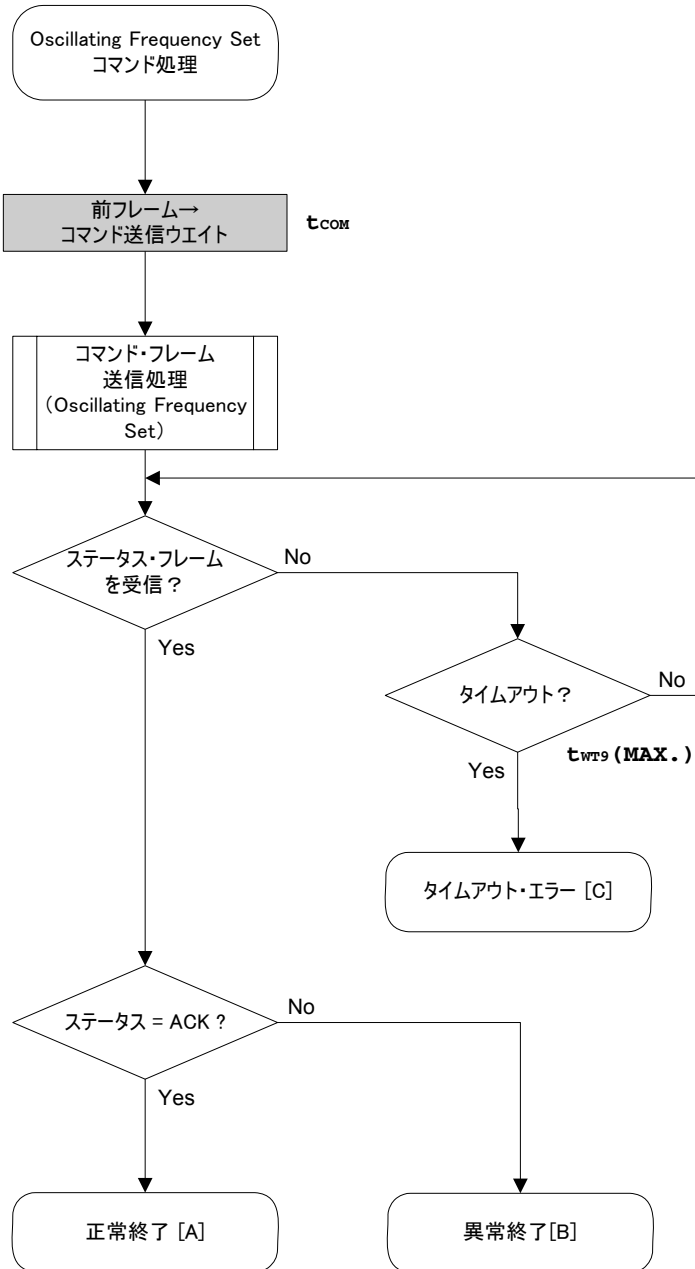 Oscillating Frequency Set
コマンド処理
前フレーム→
コマンド送信ウエイト
tCOM
コマンド・フレーム
送信処理
（Oscillating Frequency
Set）
ステータス・フレーム
を受信？
No
Yes
タイムアウト？
No
tWT9(MAX.)
Yes
タイムアウト・エラー [C]
ステータス = ACK ?
No
Yes
正常終了 [A]
異常終了[B]